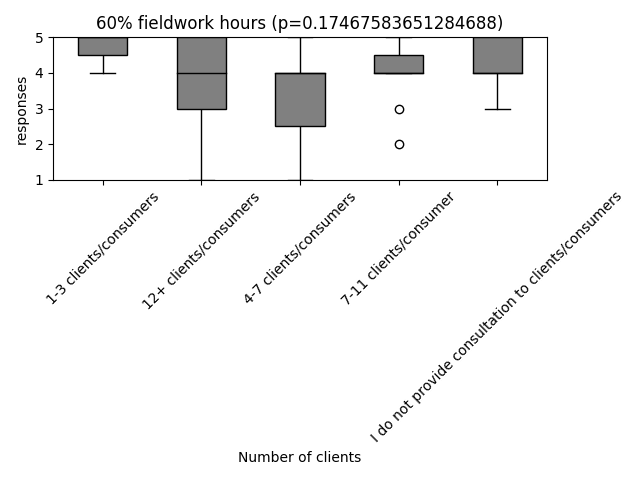 60% fieldwork hours (p=0.17467583651284688)
5
4
3
2
1
responses
1-3 clients/consumers
12+ clients/consumers
4-7 clients/consumers
7-11 clients/consumer
I do not provide consultation to clients/consumers
Number of clients